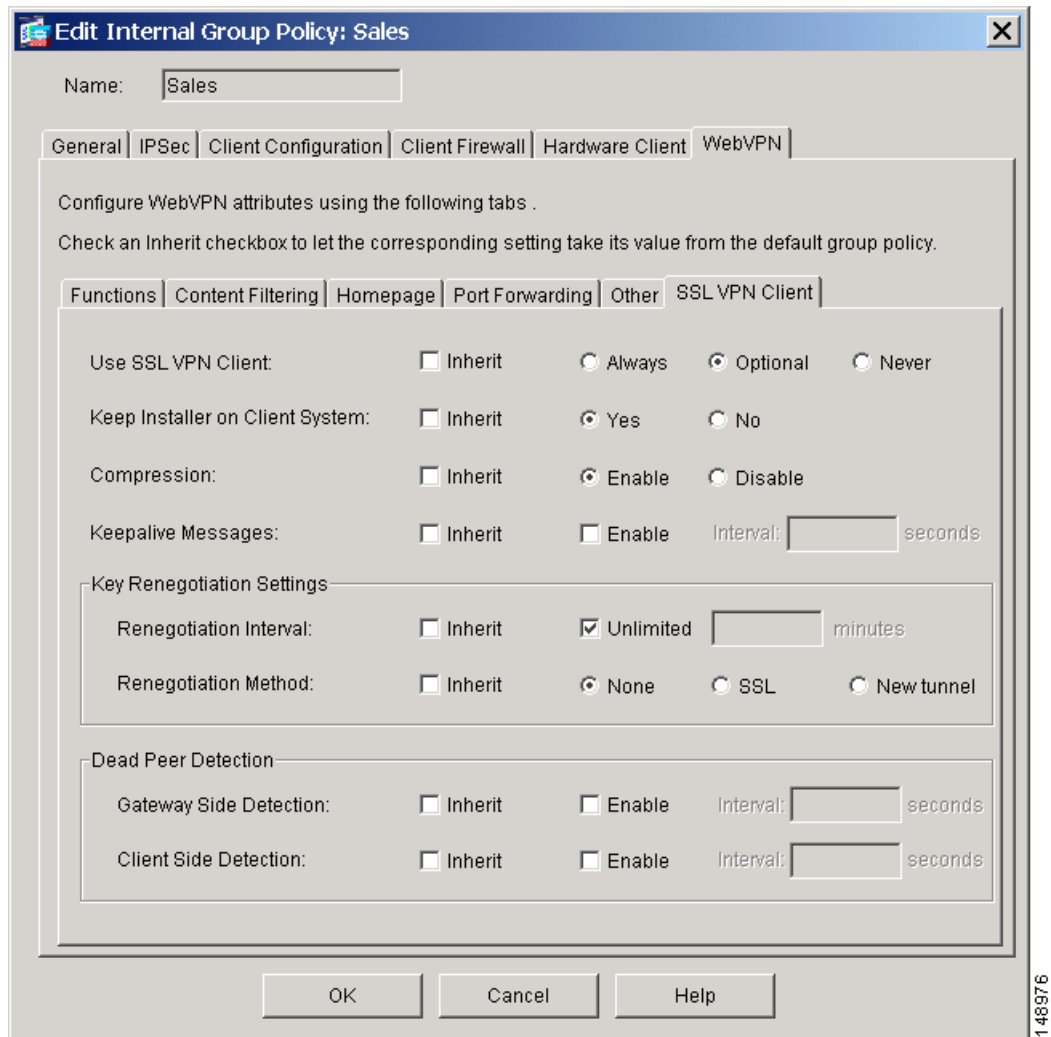 Edit Internal Group Policy: Sales
Name: Sales
General IPSec Client Configuration Client Firewall Hardware Client WebVPN
Configure WebVPN attributes using the following tabs .
Check an Inherit checkbox to let the corresponding setting take its value from the default group policy.
Functions Content Filtering Homepage Port Forwarding Other SSL VPN Client
Use SSL VPN Client: Inherit Always Optional Never
Keep Installer on Client System: Inherit Yes No
Compression: Inherit Enable Disable
Keepalive Messages: Inherit Enable Interval: seconds
Key Renegotiation Settings
Renegotiation Interval: Inherit Unlimited minutes
Renegotiation Method: Inherit None SSL New tunnel
Dead Peer Detection
Gateway Side Detection: Inherit Enable Interval: seconds
Client Side Detection: Inherit Enable Interval: seconds
OK Cancel Help
148976